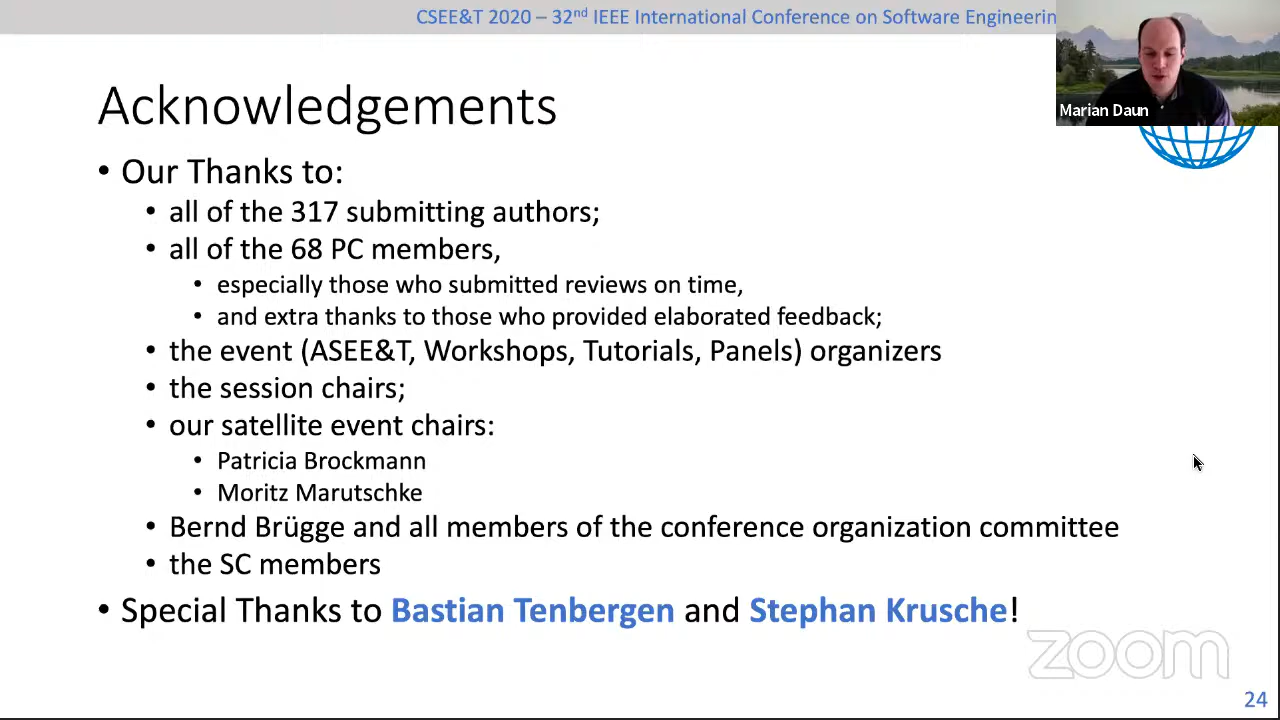 CSEE&T 2020 – 32nd IEEE International Conference on Software Engineerin
Marian Daun
Acknowledgements
• Our Thanks to:
• all of the 317 submitting authors;
• all of the 68 PC members,
• especially those who submitted reviews on time,
• and extra thanks to those who provided elaborated feedback;
• the event (ASEE&T, Workshops, Tutorials, Panels) organizers
• the session chairs;
• our satellite event chairs:
• Patricia Brockmann
• Moritz Marutschke
• Bernd Brügge and all members of the conference organization committee
• the SC members
• Special Thanks to Bastian Tenbergen and Stephan Krusche!
zoom
24